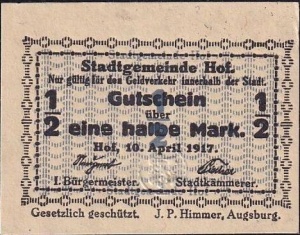 Stadtgemeinde Hof.
Nur gültig für den Geldverkehr innerhalb der Stadt.
1/2 Gutschein 1/2
über
eine halbe Mark.
Hof, 10. April 1917.
I. Bürgermeister. Stadtkämmerer.
Gesetzlich geschützt. J. P. Himmer, Augsburg.